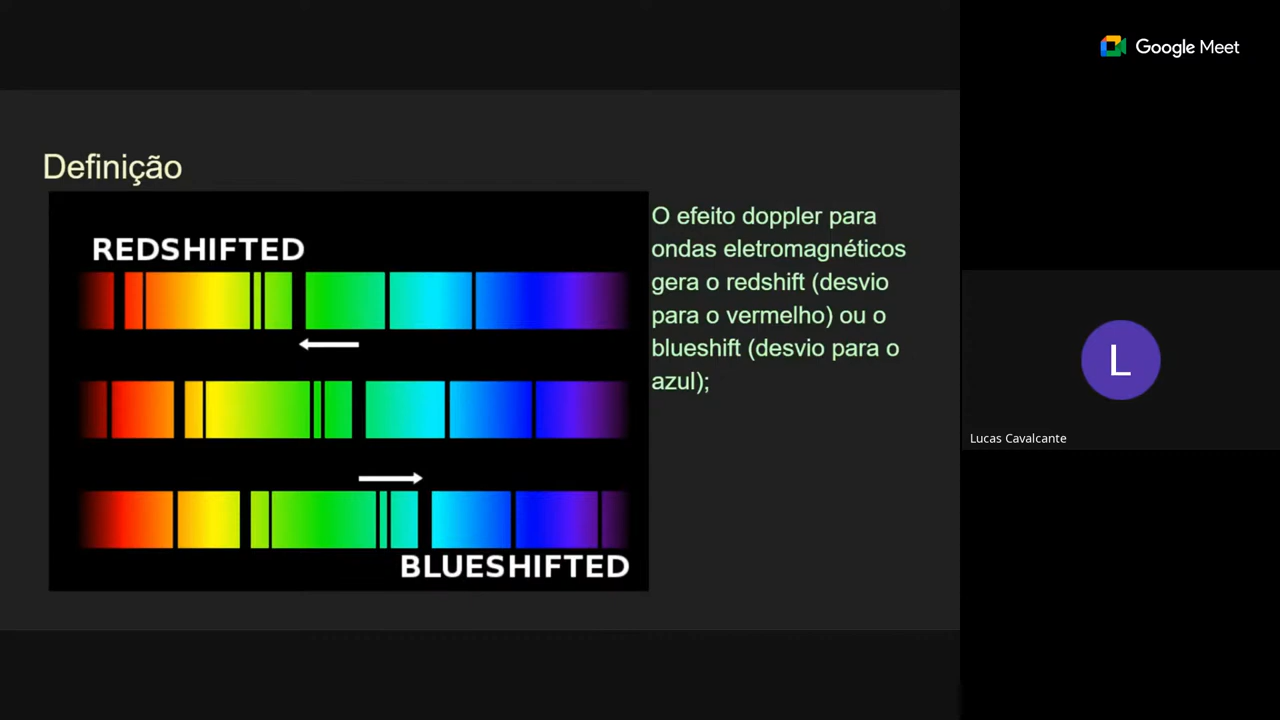 Google Meet
Definição
REDSHIFTED
BLUESHIFTED
O efeito doppler para
ondas eletromagnéticos
gera o redshift (desvio
para o vermelho) ou o
blueshift (desvio para o
azul);
L
Lucas Cavalcante